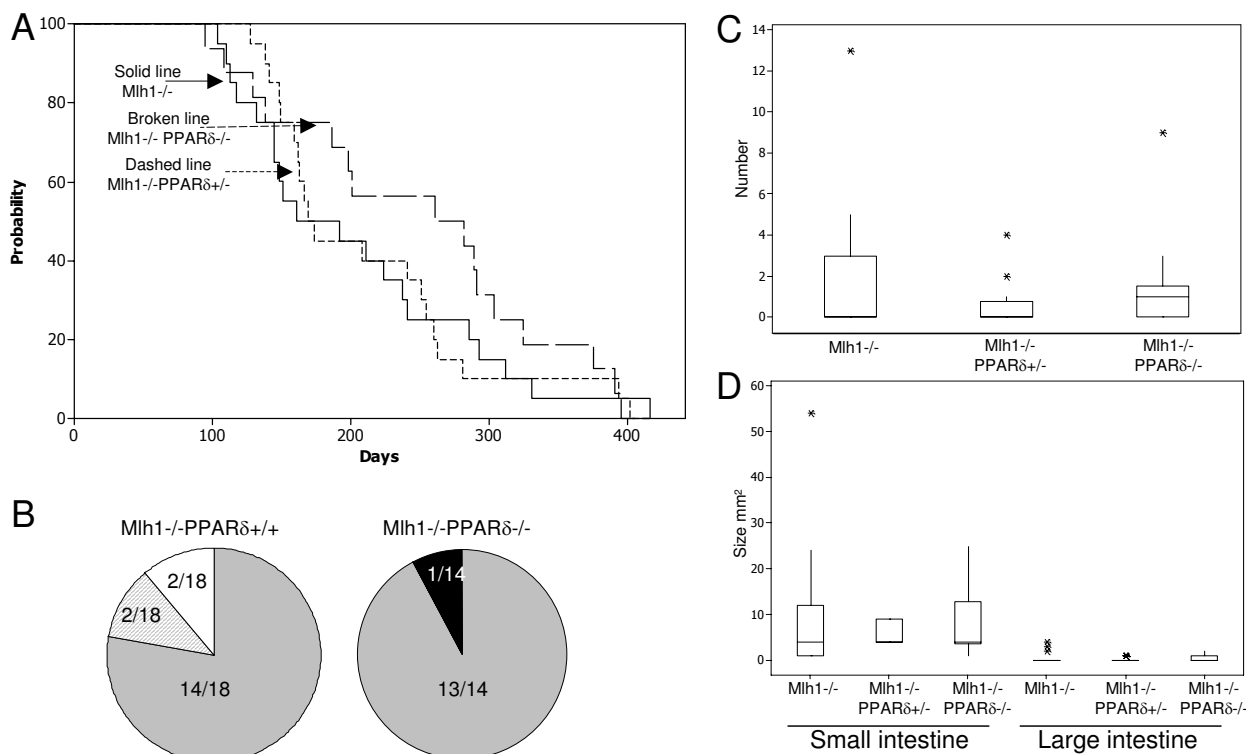 A
100
80
60
40
20
0
Probability
0 100 200 300 400
Days
Solid line
Mlh1-/-
Broken line
Mlh1-/- PPARδ-/-
Dashed line
Mlh1-/-PPARδ+/-
B
Mlh1-/-PPARδ+/+
2/18
2/18
14/18
Mlh1-/-PPARδ-/-
1/14
13/14
C
14
12
10
8
6
4
2
0
Number
Mlh1-/-
Mlh1-/-
PPARδ+/-
Mlh1-/-
PPARδ-/-
D
60
50
40
30
20
10
0
Size mm²
Mlh1-/-
Mlh1-/-
PPARδ+/-
Mlh1-/-
PPARδ-/-
Mlh1-/-
Mlh1-/-
PPARδ+/-
Mlh1-/-
PPARδ-/-
Small intestine
Large intestine